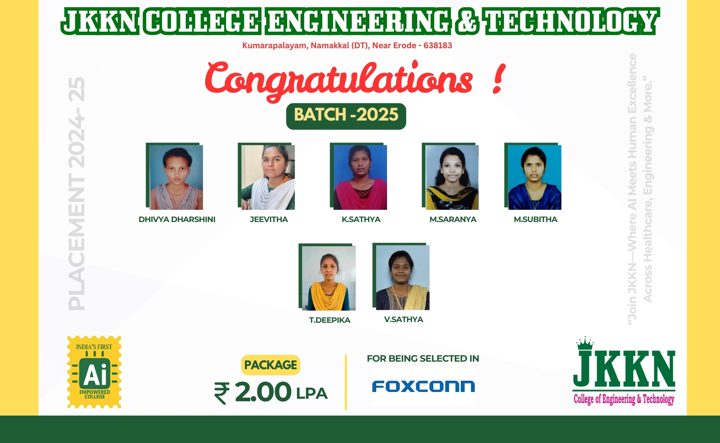 JKKN COLLEGE ENGINEERING & TECHNOLOGY
Kumarapalayam, Namakkal (DT), Near Erode - 638183
Congratulations !
BATCH -2025
PLACEMENT 2024- 25
"Join JKKN—Where AI Meets Human Excellence
Across Healthcare, Engineering & More."
DHIVYA DHARSHINI
JEEVITHA
K.SATHYA
M.SARANYA
M.SUBITHA
T.DEEPIKA
V.SATHYA
INDIA'S FIRST
Ai
EMPOWERED
COLLEGE
PACKAGE
₹ 2.00 LPA
FOR BEING SELECTED IN
FOXCONN
JKKN
College of Engineering & Technology